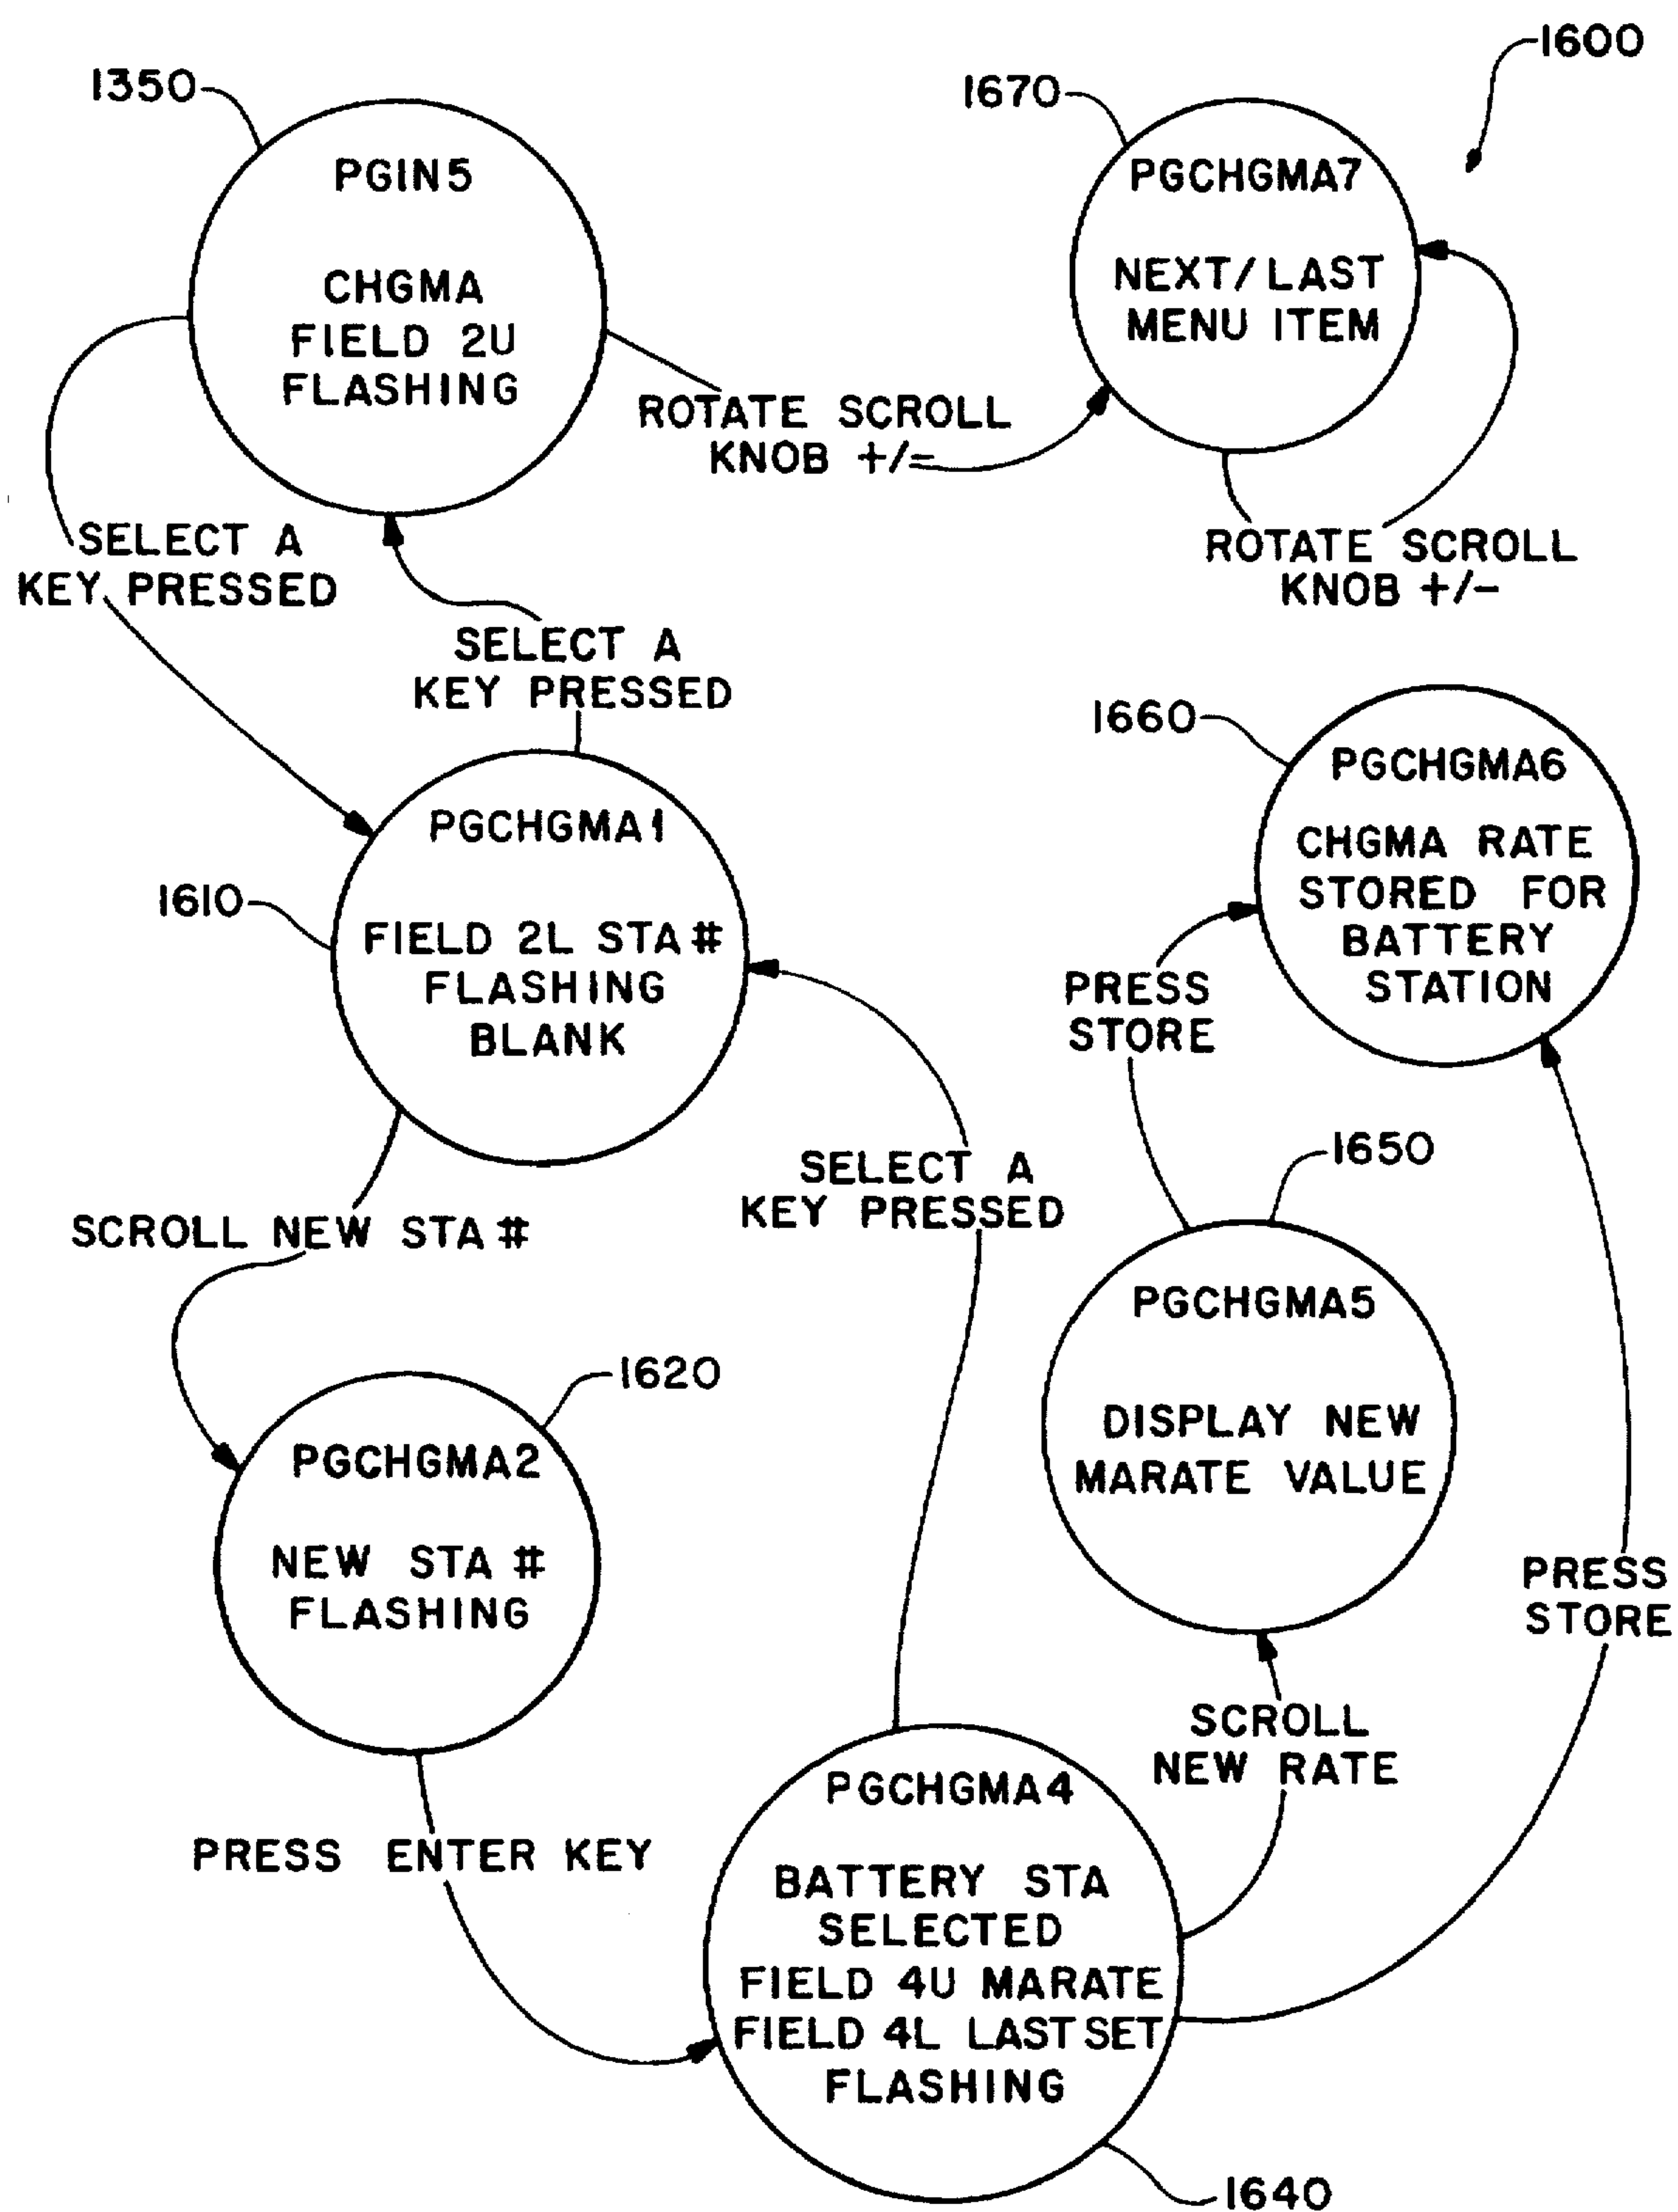 1600
1350
PGIN5
CHGMA
FIELD 2U
FLASHING
1670
PGCHGMA7
NEXT/LAST
MENU ITEM
ROTATE SCROLL
KNOB +/-
ROTATE SCROLL
KNOB +/-
SELECT A
KEY PRESSED
SELECT A
KEY PRESSED
1610
PGCHGMA1
FIELD 2L STA #
FLASHING
BLANK
1660
PGCHGMA6
CHGMA RATE
STORED FOR
BATTERY
STATION
PRESS
STORE
SELECT A
KEY PRESSED
SCROLL NEW STA #
1650
PGCHGMA5
DISPLAY NEW
MARATE VALUE
1620
PGCHGMA2
NEW STA #
FLASHING
PRESS
STORE
SCROLL
NEW RATE
PRESS ENTER KEY
PGCHGMA4
BATTERY STA
SELECTED
FIELD 4U MARATE
FIELD 4L LAST SET
FLASHING
1640